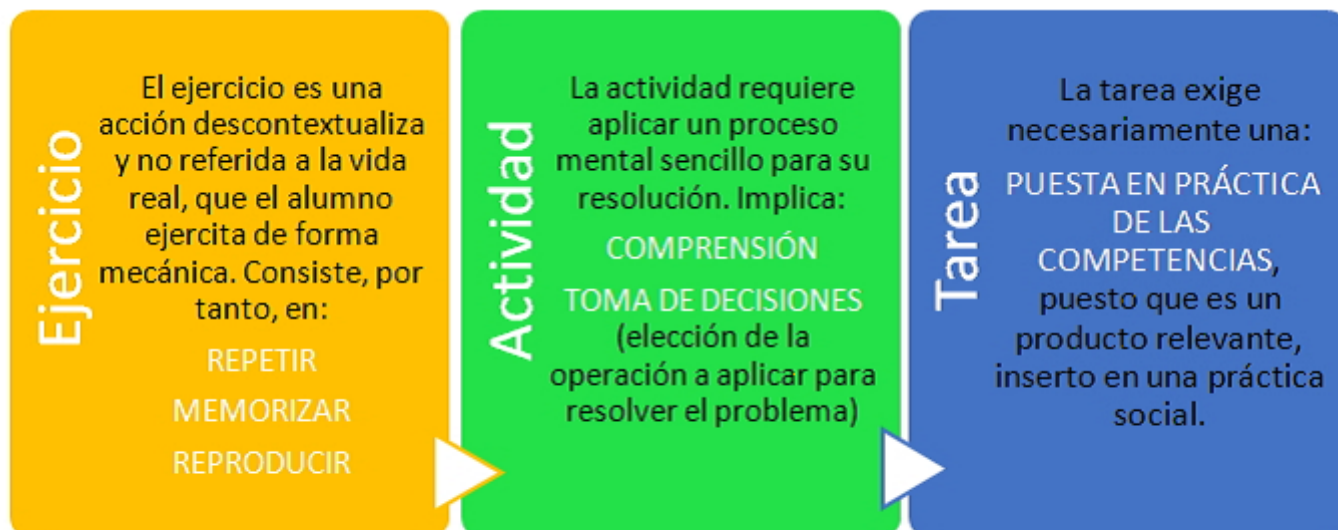 Ejercicio
El ejercicio es una
acción descontextualiza
y no referida a la vida
real, que el alumno
ejercita de forma
mecánica. Consiste, por
tanto, en:
REPETIR
MEMORIZAR
REPRODUCIR
Actividad
La actividad requiere
aplicar un proceso
mental sencillo para su
resolución. Implica:
COMPRENSIÓN
TOMA DE DECISIONES
(elección de la
operación a aplicar para
resolver el problema)
Tarea
La tarea exige
necesariamente una:
PUESTA EN PRÁCTICA
DE LAS
COMPETENCIAS,
puesto que es un
producto relevante,
inserto en una práctica
social.